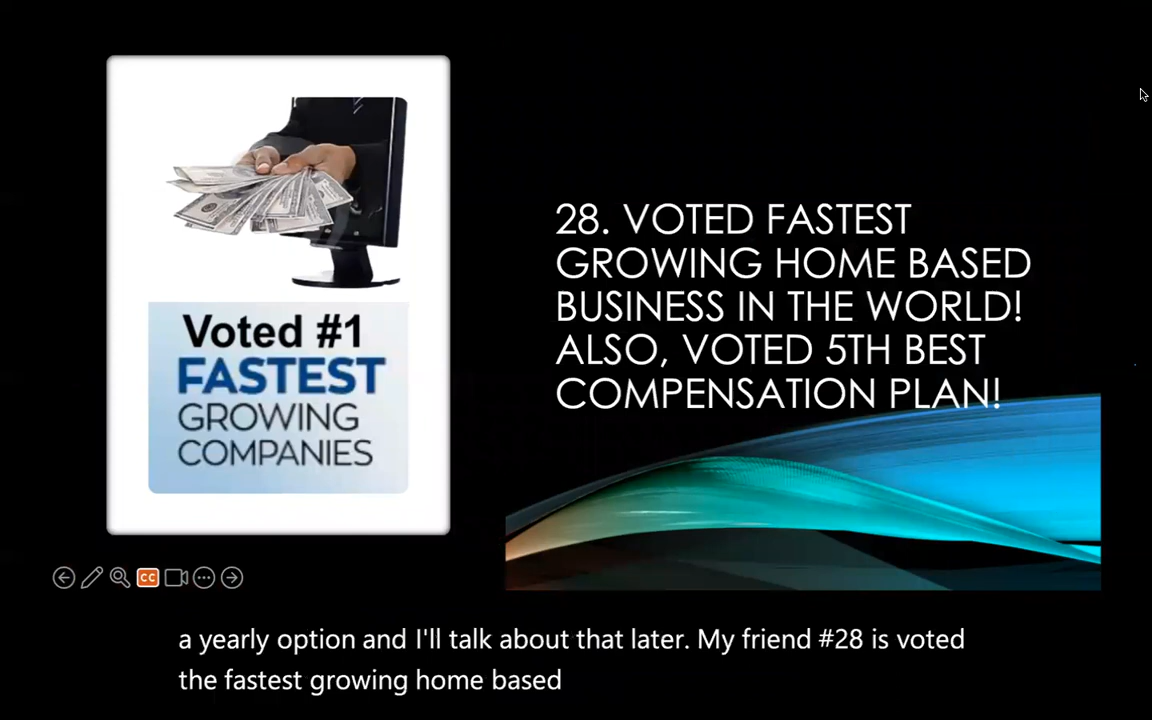 Voted #1
FASTEST
GROWING
COMPANIES
28. VOTED FASTEST
GROWING HOME BASED
BUSINESS IN THE WORLD!
ALSO, VOTED 5TH BEST
COMPENSATION PLAN!
CC
a yearly option and I'll talk about that later. My friend #28 is voted
the fastest growing home based